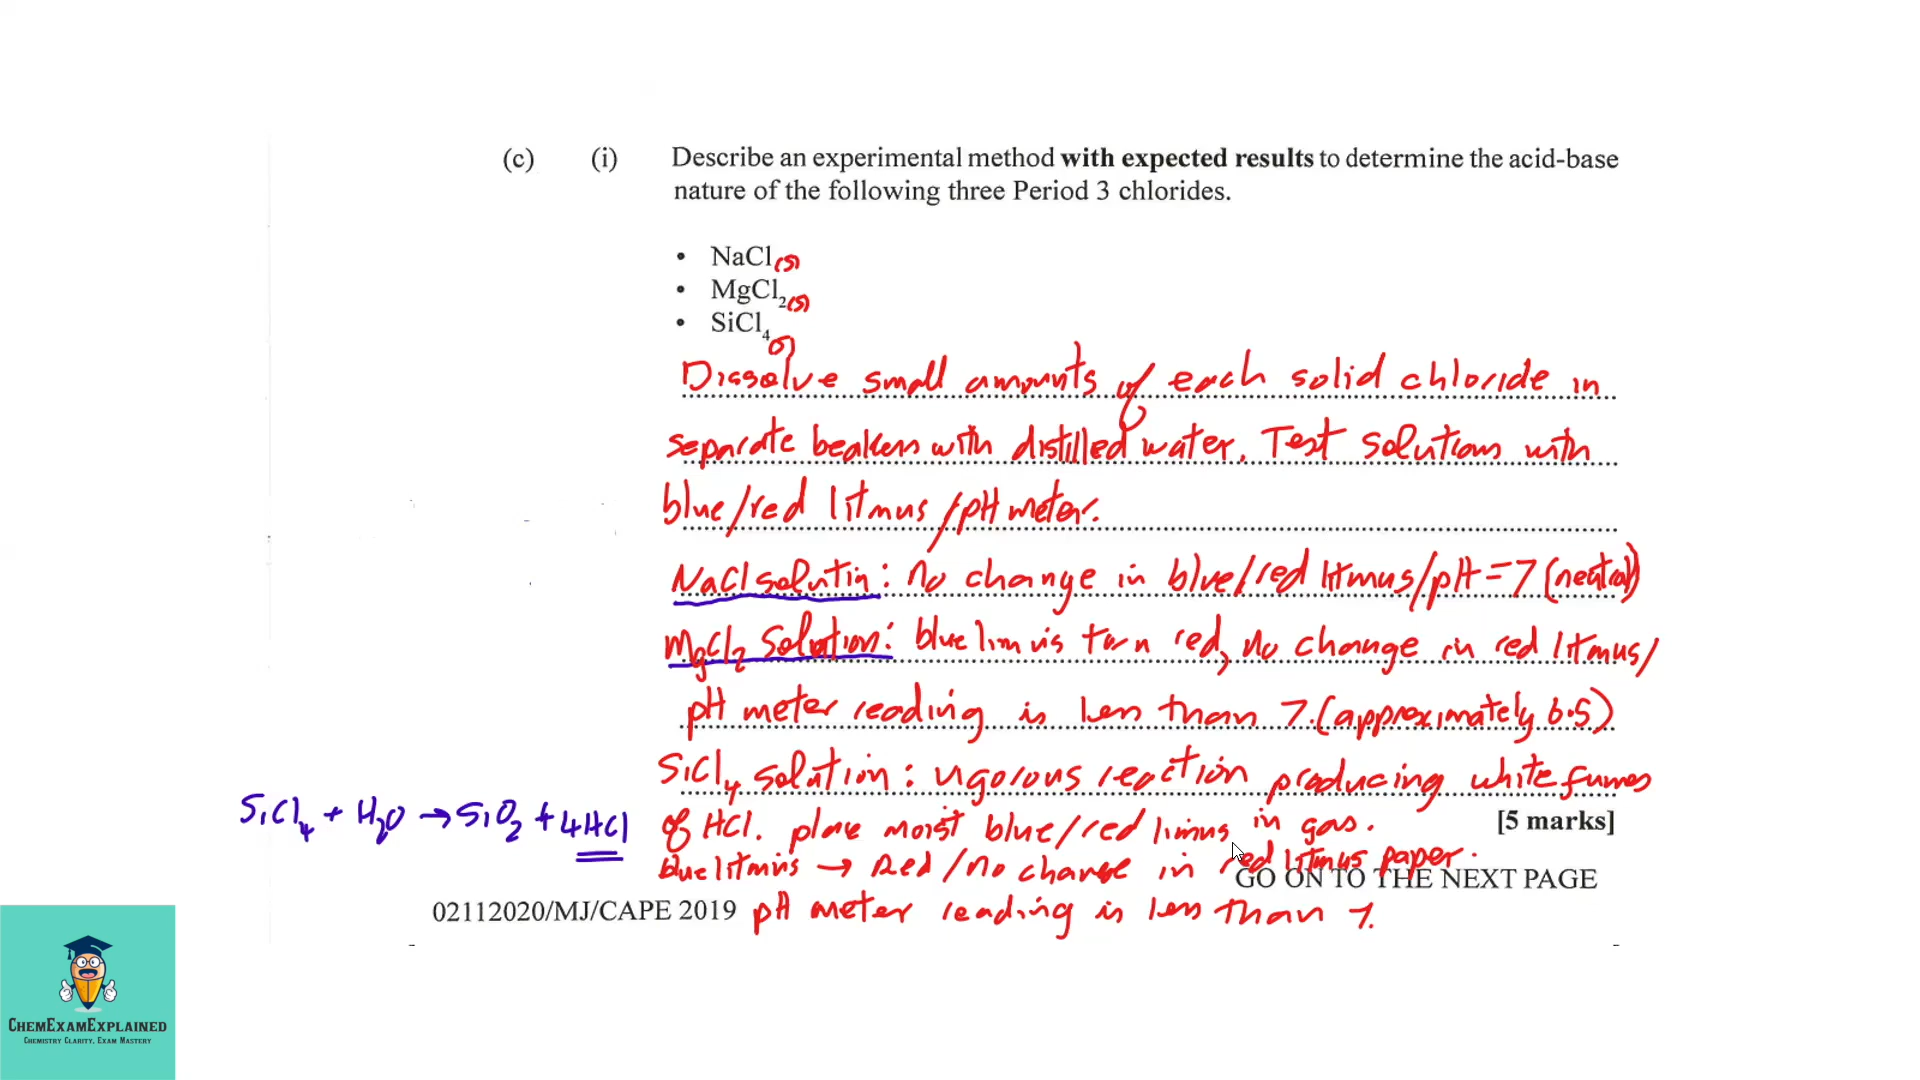 (c) (i) Describe an experimental method with expected results to determine the acid-base
nature of the following three Period 3 chlorides.
• NaCl(s)
• MgCl2(s)
• SiCl4(l)
Dissolve small amounts of each solid chloride in
separate beakers with distilled water. Test solutions with
blue/red litmus/pH meter.
NaCl solutin: no change in blue/red litmus/pH=7 (neutral)
MgCl2 solution: blue limus turn red, no change in red litmus/
pH meter reading is less than 7. (approximately 6.5)
SiCl4 solution: vigorous reaction producing white fumes
SiCl4 + H2O → SiO2 + 4HCl
of HCl. place moist blue/red limus in gas.
[5 marks]
Blue litmus → Red/No change in red litmus paper.
GO ON TO THE NEXT PAGE
02112020/MJ/CAPE 2019
pH meter reading is less than 7.
CHEMEXAMEXPLAINED
CHEMISTRY CLARITY, EXAM MASTERY